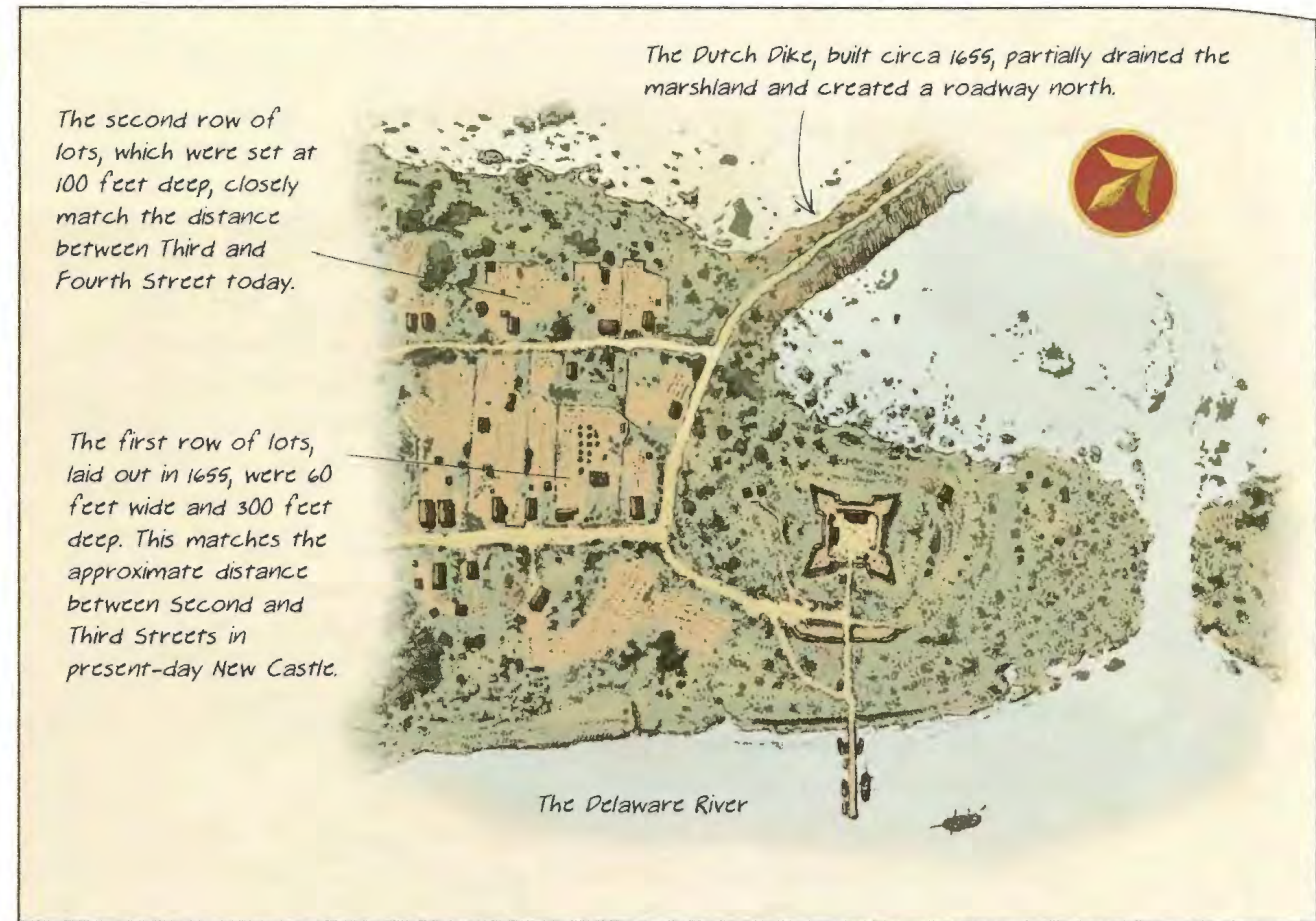 The Dutch Dike, built circa 1655, partially drained the
marshland and created a roadway north.
The second row of
lots, which were set at
100 feet deep, closely
match the distance
between Third and
Fourth Street today.
The first row of lots,
laid out in 1655, were 60
feet wide and 300 feet
deep. This matches the
approximate distance
between Second and
Third Streets in
present-day New Castle.
The Delaware River